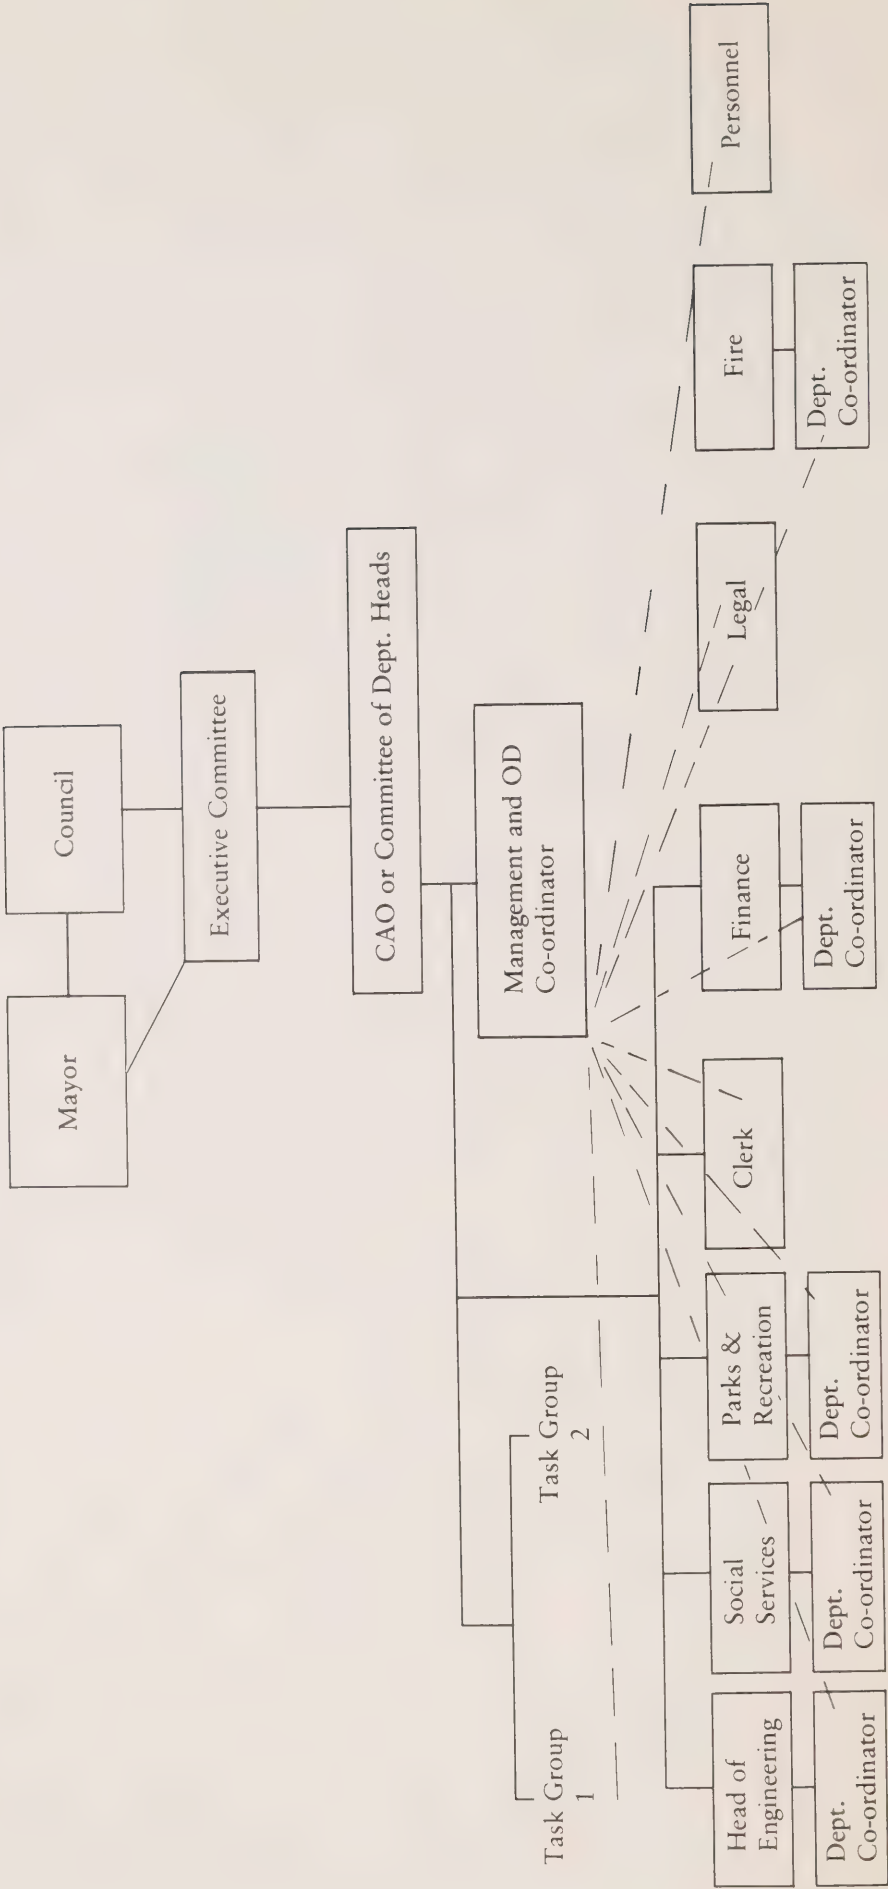 Mayor
Council
Executive Committee
CAO or Committee of Dept. Heads
Management and OD
Co-ordinator
Task Group
1
Task Group
2
Head of
Engineering
Social
Services
Parks &
Recreation
Clerk
Finance
Legal
Fire
Personnel
Dept.
Co-ordinator
Dept.
Co-ordinator
Dept.
Co-ordinator
Dept.
Co-ordinator
Dept.
Co-ordinator